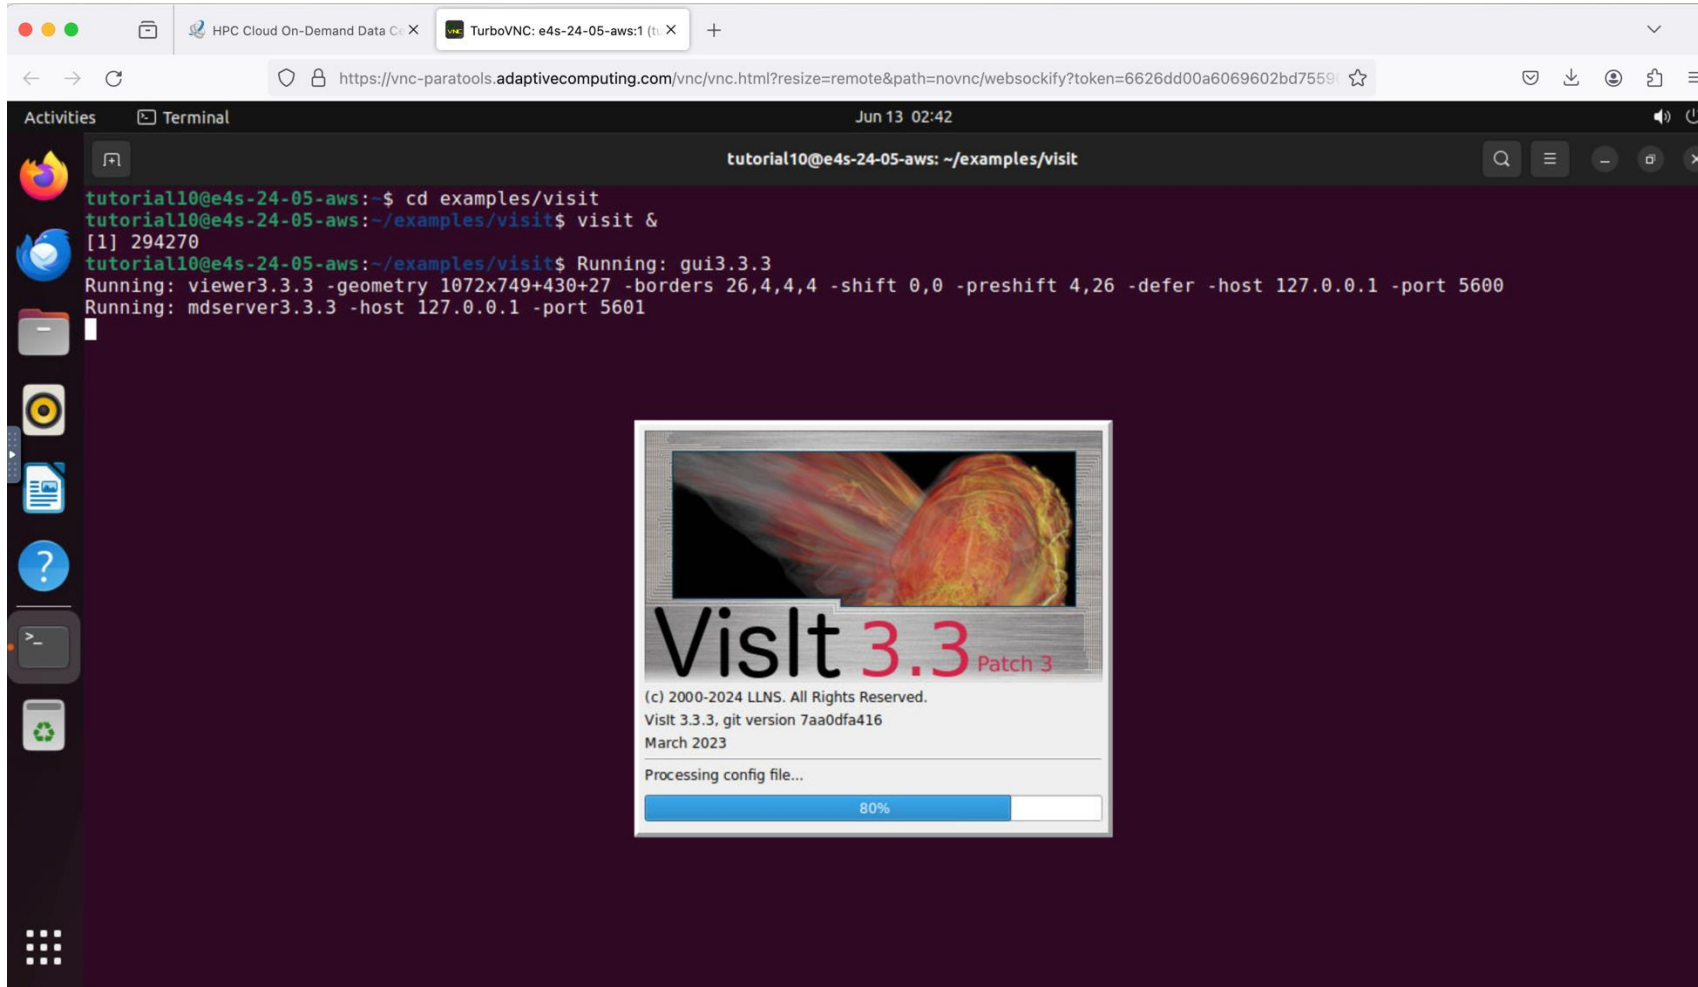 HPC Cloud On-Demand Data Ce
TurboVNC: e4s-24-05-aws:1 (tu
https://vnc-paratools.adaptivecomputing.com/vnc/vnc.html?resize=remote&path=novnc/websockify?token=6626dd00a6069602bd7559
Activities
Terminal
Jun 13 02:42
tutorial10@e4s-24-05-aws: ~/examples/visit
tutorial10@e4s-24-05-aws:~$ cd examples/visit
tutorial10@e4s-24-05-aws:~/examples/visit$ visit &
[1] 294270
tutorial10@e4s-24-05-aws:~/examples/visit$ Running: gui3.3.3
Running: viewer3.3.3 -geometry 1072x749+430+27 -borders 26,4,4,4 -shift 0,0 -preshift 4,26 -defer -host 127.0.0.1 -port 5600
Running: mdserver3.3.3 -host 127.0.0.1 -port 5601
VisIt 3.3 Patch 3
(c) 2000-2024 LLNS. All Rights Reserved.
VisIt 3.3.3, git version 7aa0dfa416
March 2023
Processing config file...
80%